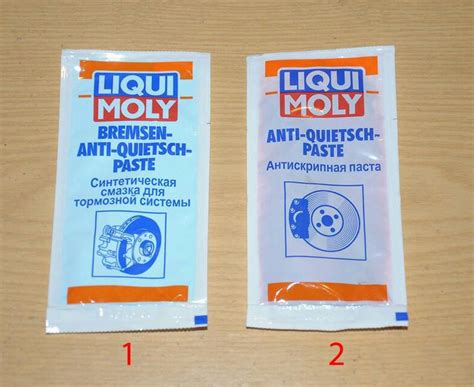 LIQUI
MOLY
BREMSEN-
ANTI-QUIETSCH-
PASTE
Синтетическая
смазка для
тормозной системы
1
LIQUI
MOLY
ANTI-QUIETSCH-
PASTE
Антискрипная паста
2